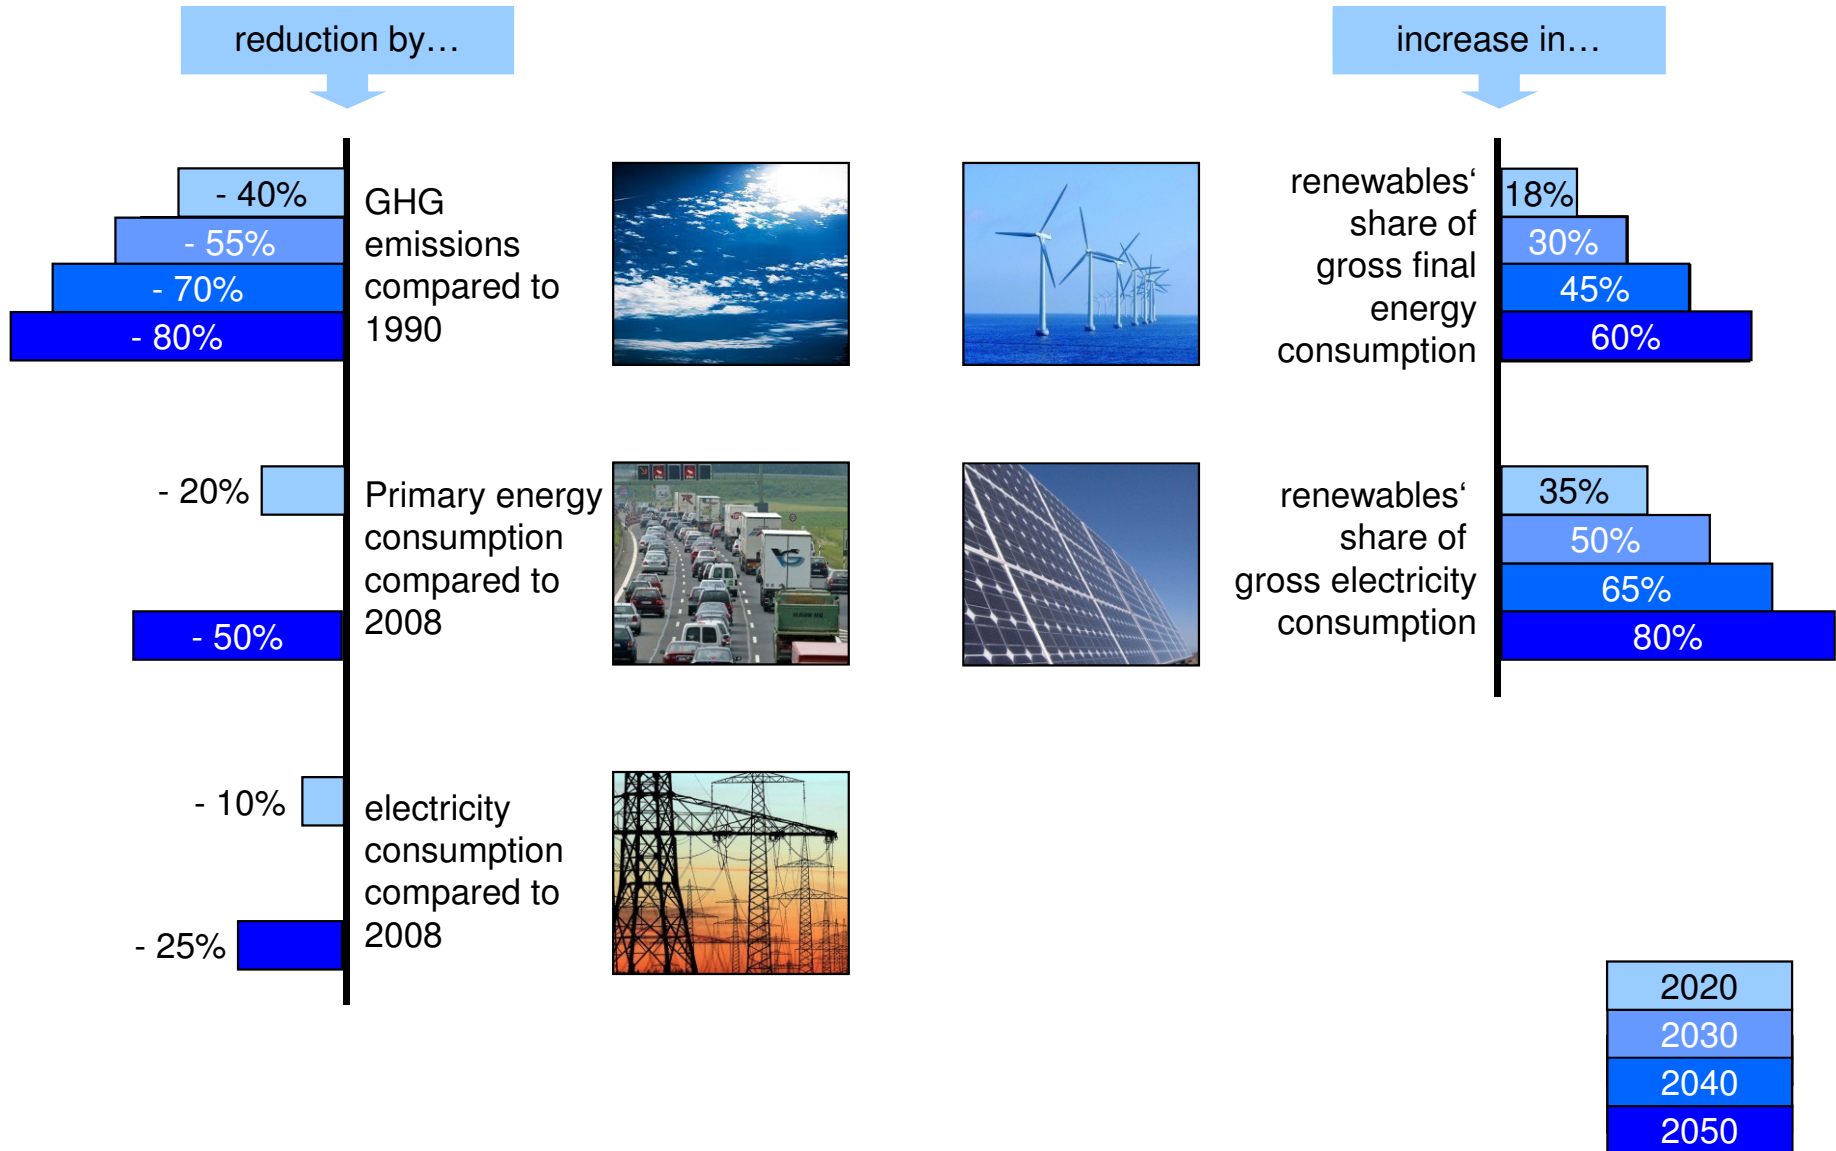 reduction by…
increase in…
- 40%
- 55%
- 70%
- 80%
GHG
emissions
compared to
1990
renewables‘
share of
gross final
energy
consumption
18%
30%
45%
60%
- 20%
- 50%
Primary energy
consumption
compared to
2008
renewables‘
share of
gross electricity
consumption
35%
50%
65%
80%
- 10%
- 25%
electricity
consumption
compared to
2008
2020
2030
2040
2050